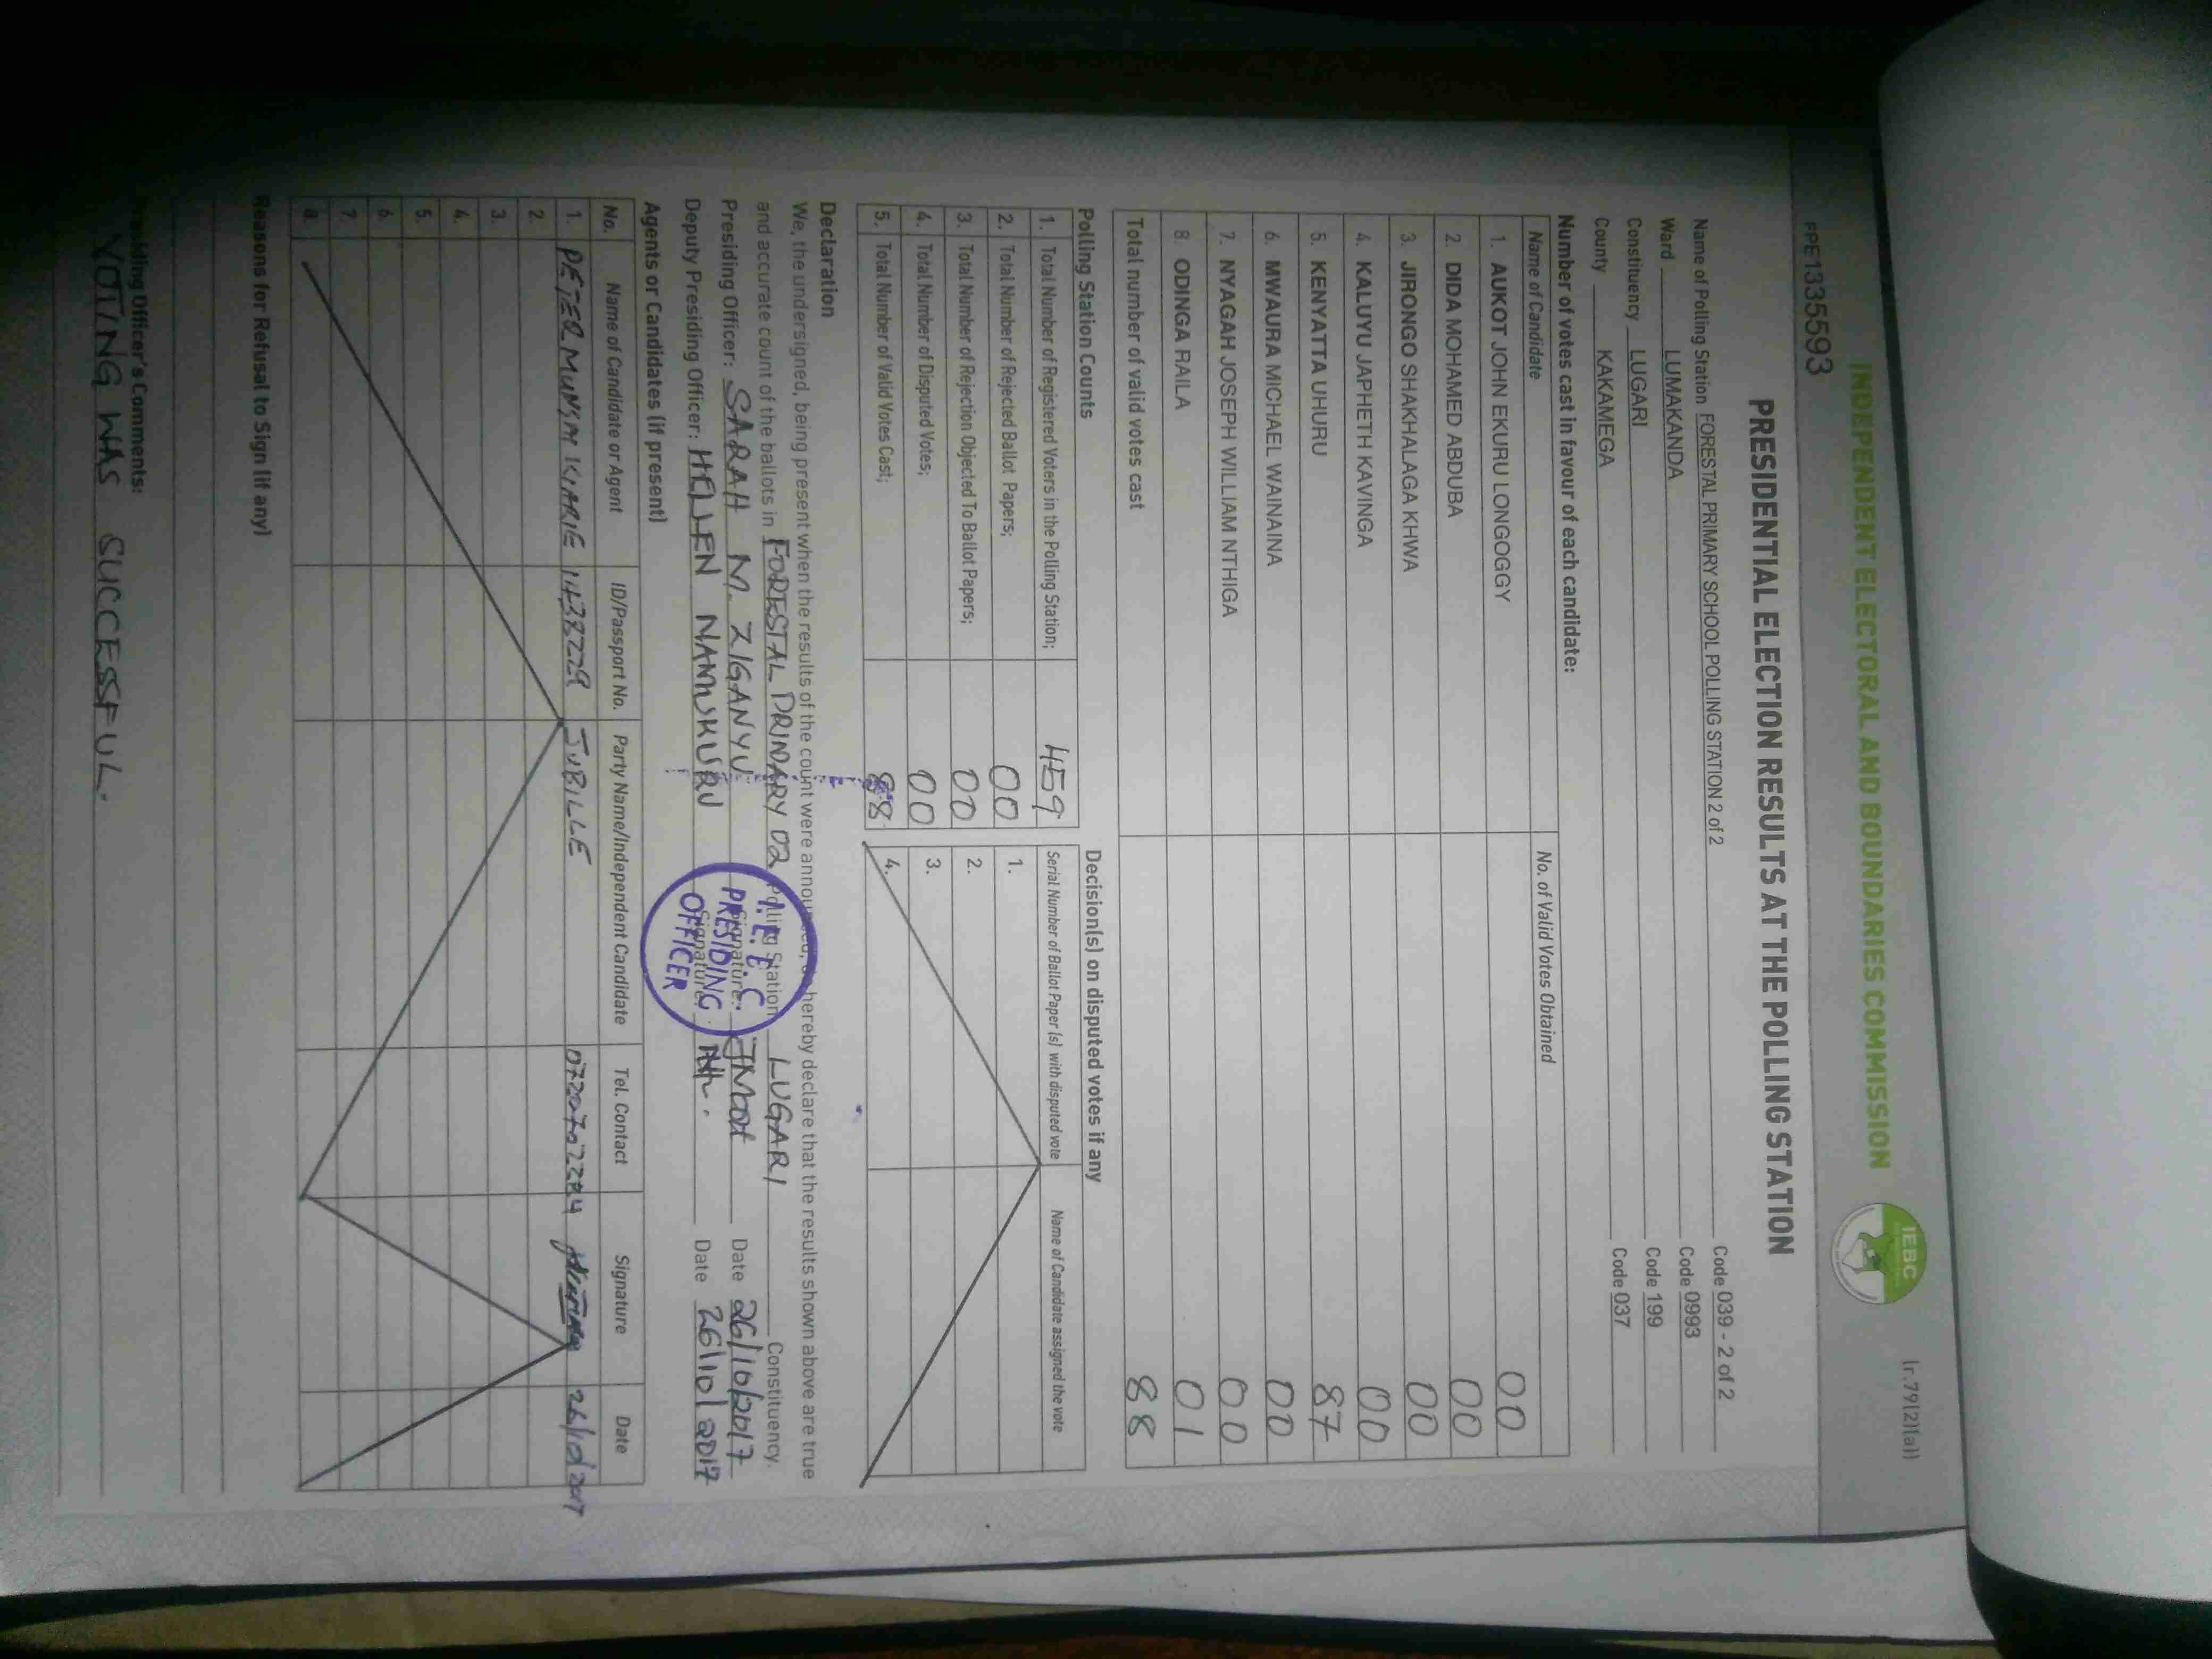 Ir.79(2)(a))
INDEPENDENT ELECTORAL AND BOUNDARIES COMMISSION
IEBC
FPE1335593
PRESIDENTIAL ELECTION RESULTS AT THE POLLING STATION
Name of Polling Station FORESTAL PRIMARY SCHOOL POLLING STATION 2 of 2 Code 039 - 2 of 2
Ward LUMAKANDA Code 0993
Constituency LUGARI Code 199
County KAKAMEGA Code 037
Number of votes cast in favour of each candidate:
Name of Candidate No. of Valid Votes Obtained
1. AUKOT JOHN EKURU LONGOGGY 00
2. DIDA MOHAMED ABDUBA 00
3. JIRONGO SHAKHALAGA KHWA 00
4. KALUYU JAPHETH KAVINGA 00
5. KENYATTA UHURU 87
6. MWAURA MICHAEL WAINAINA 00
7. NYAGAH JOSEPH WILLIAM NTHIGA 00
8. ODINGA RAILA 01
Total number of valid votes cast 88
Polling Station Counts
1. Total Number of Registered Voters in the Polling Station; 459
2. Total Number of Rejected Ballot Papers; 00
3. Total Number of Rejection Objected To Ballot Papers; 00
4. Total Number of Disputed Votes; 00
5. Total Number of Valid Votes Cast; 88
Decision(s) on disputed votes if any
Serial Number of Ballot Paper (s) with disputed vote Name of Candidate assigned the vote
1.
2.
3.
4.
Declaration
We, the undersigned, being present when the results of the count were announced, do hereby declare that the results shown above are true
and accurate count of the ballots in FORESTAL PRIMARY 02 Polling Station LUGARI Constituency.
Presiding Officer: SARAH M. ZIGANYU Signature: Date 26/10/2017
Deputy Presiding Officer: HELLEN NAMUKURU Signature: Date 26/10/2017
I.E.B.C
PRESIDING
OFFICER
Agents or Candidates (if present)
No. Name of Candidate or Agent ID/Passport No. Party Name/Independent Candidate Tel. Contact Signature Date
1. PETER JUBILLE 26/10/2017
2.
3.
4.
5.
6.
7.
8.
Reasons for Refusal to Sign (if any)
Presiding Officer's Comments:
VOTING WAS SUCCESSFUL.